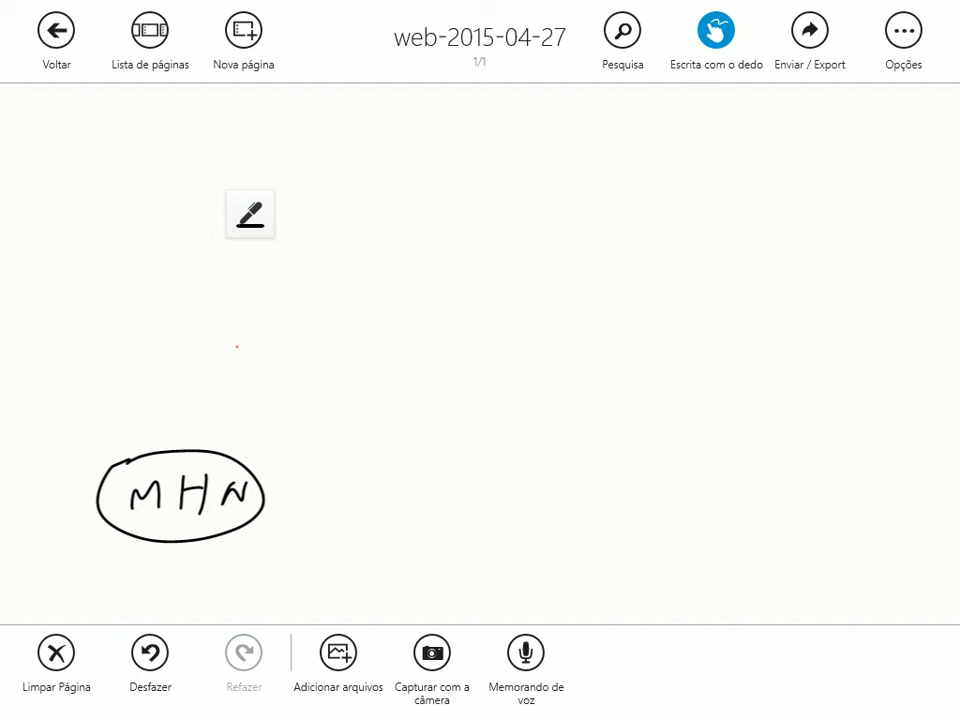 web-2015-04-27
1/1
Voltar
Lista de páginas
Nova página
Pesquisa
Escrita com o dedo
Enviar / Export
Opções
MHN
Limpar Página
Desfazer
Refazer
Adicionar arquivos
Capturar com a
câmera
Memorando de
voz